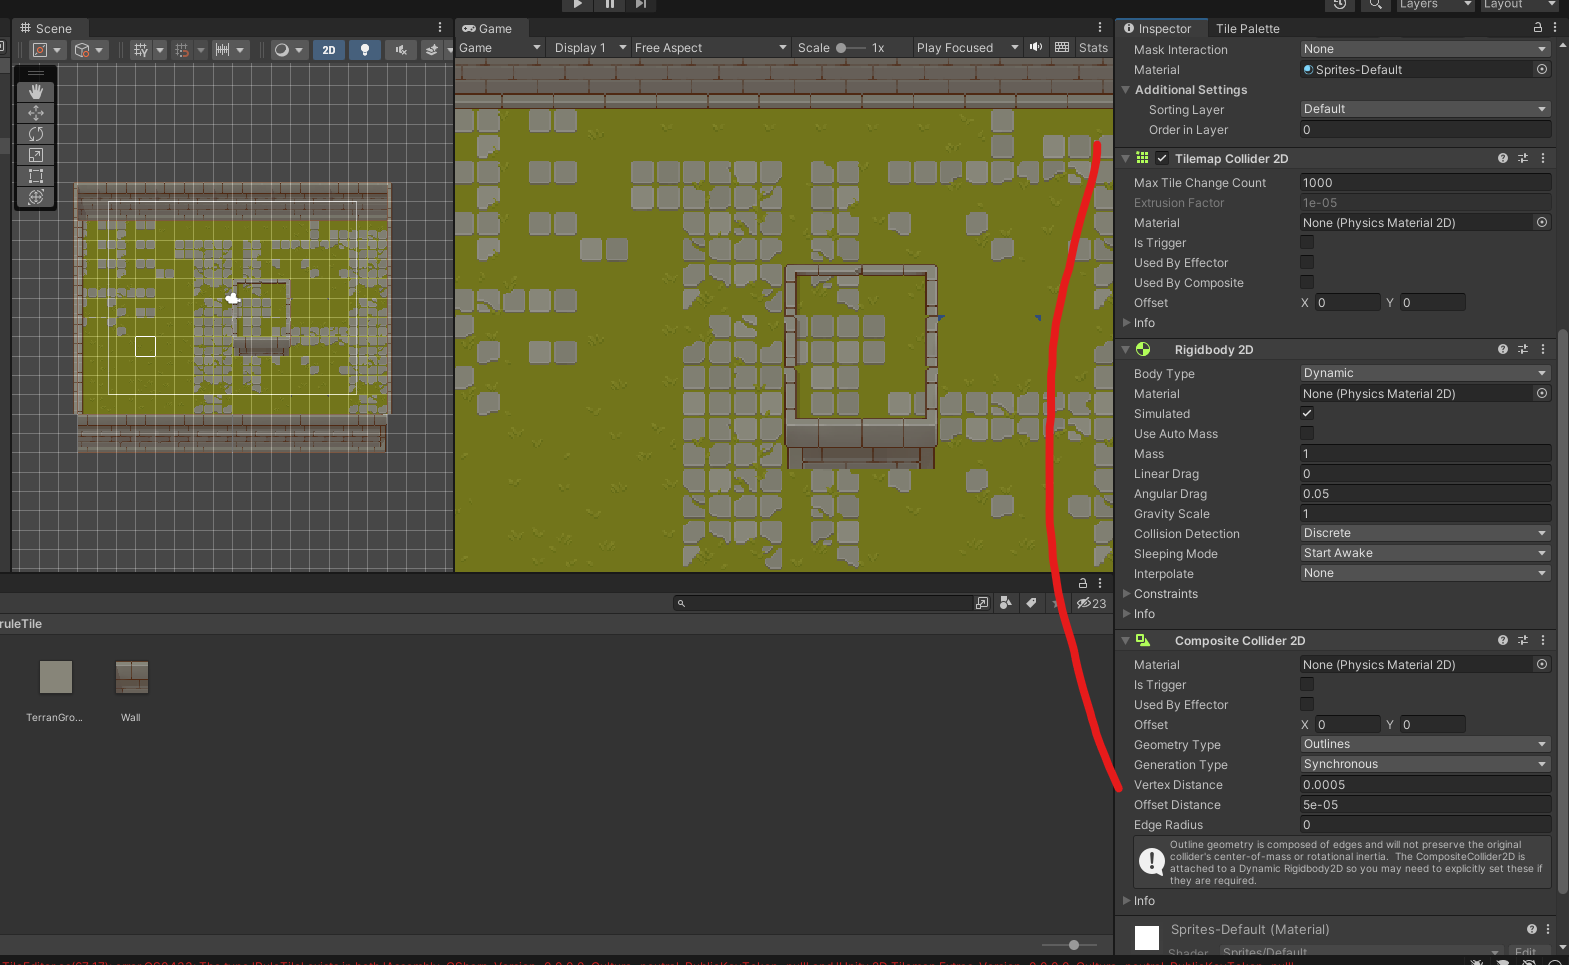 Layers
Layout
Scene
Game
Inspector
Tile Palette
2D
Game
Display 1
Free Aspect
Scale
1x
Play Focused
Stats
Mask Interaction
None
Material
Sprites-Default
Additional Settings
Sorting Layer
Default
Order in Layer
0
Tilemap Collider 2D
Max Tile Change Count
1000
Extrusion Factor
1e-05
Material
None (Physics Material 2D)
Is Trigger
Used By Effector
Used By Composite
Offset
X 0
Y 0
Info
Rigidbody 2D
Body Type
Dynamic
Material
None (Physics Material 2D)
Simulated
Use Auto Mass
Mass
1
Linear Drag
0
Angular Drag
0.05
Gravity Scale
1
Collision Detection
Discrete
Sleeping Mode
Start Awake
Interpolate
None
Constraints
Info
23
ruleTile
TerranGro...
Wall
Composite Collider 2D
Material
None (Physics Material 2D)
Is Trigger
Used By Effector
Offset
X 0
Y 0
Geometry Type
Outlines
Generation Type
Synchronous
Vertex Distance
0.0005
Offset Distance
5e-05
Edge Radius
0
Outline geometry is composed of edges and will not preserve the original
collider's center-of-mass or rotational inertia. The CompositeCollider2D is
attached to a Dynamic Rigidbody2D so you may need to explicitly set these if
they are required.
Info
Sprites-Default (Material)
Shader
Sprites/Default
Edit